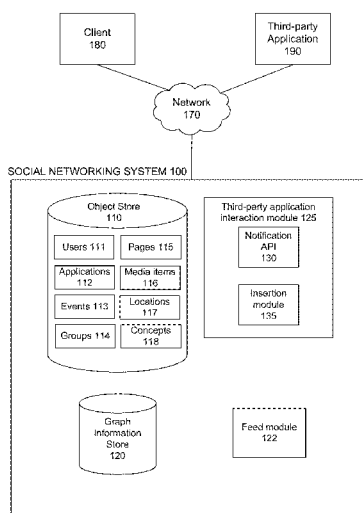 Client
180
Third-party
Application
190
Network
170
SOCIAL NETWORKING SYSTEM 100
Object Store
110
Users 111
Pages 115
Applications
112
Media items
116
Events 113
Locations
117
Groups 114
Concepts
118
Third-party application
interaction module 125
Notification
API
130
Insertion
module
135
Graph
Information
Store
120
Feed module
122